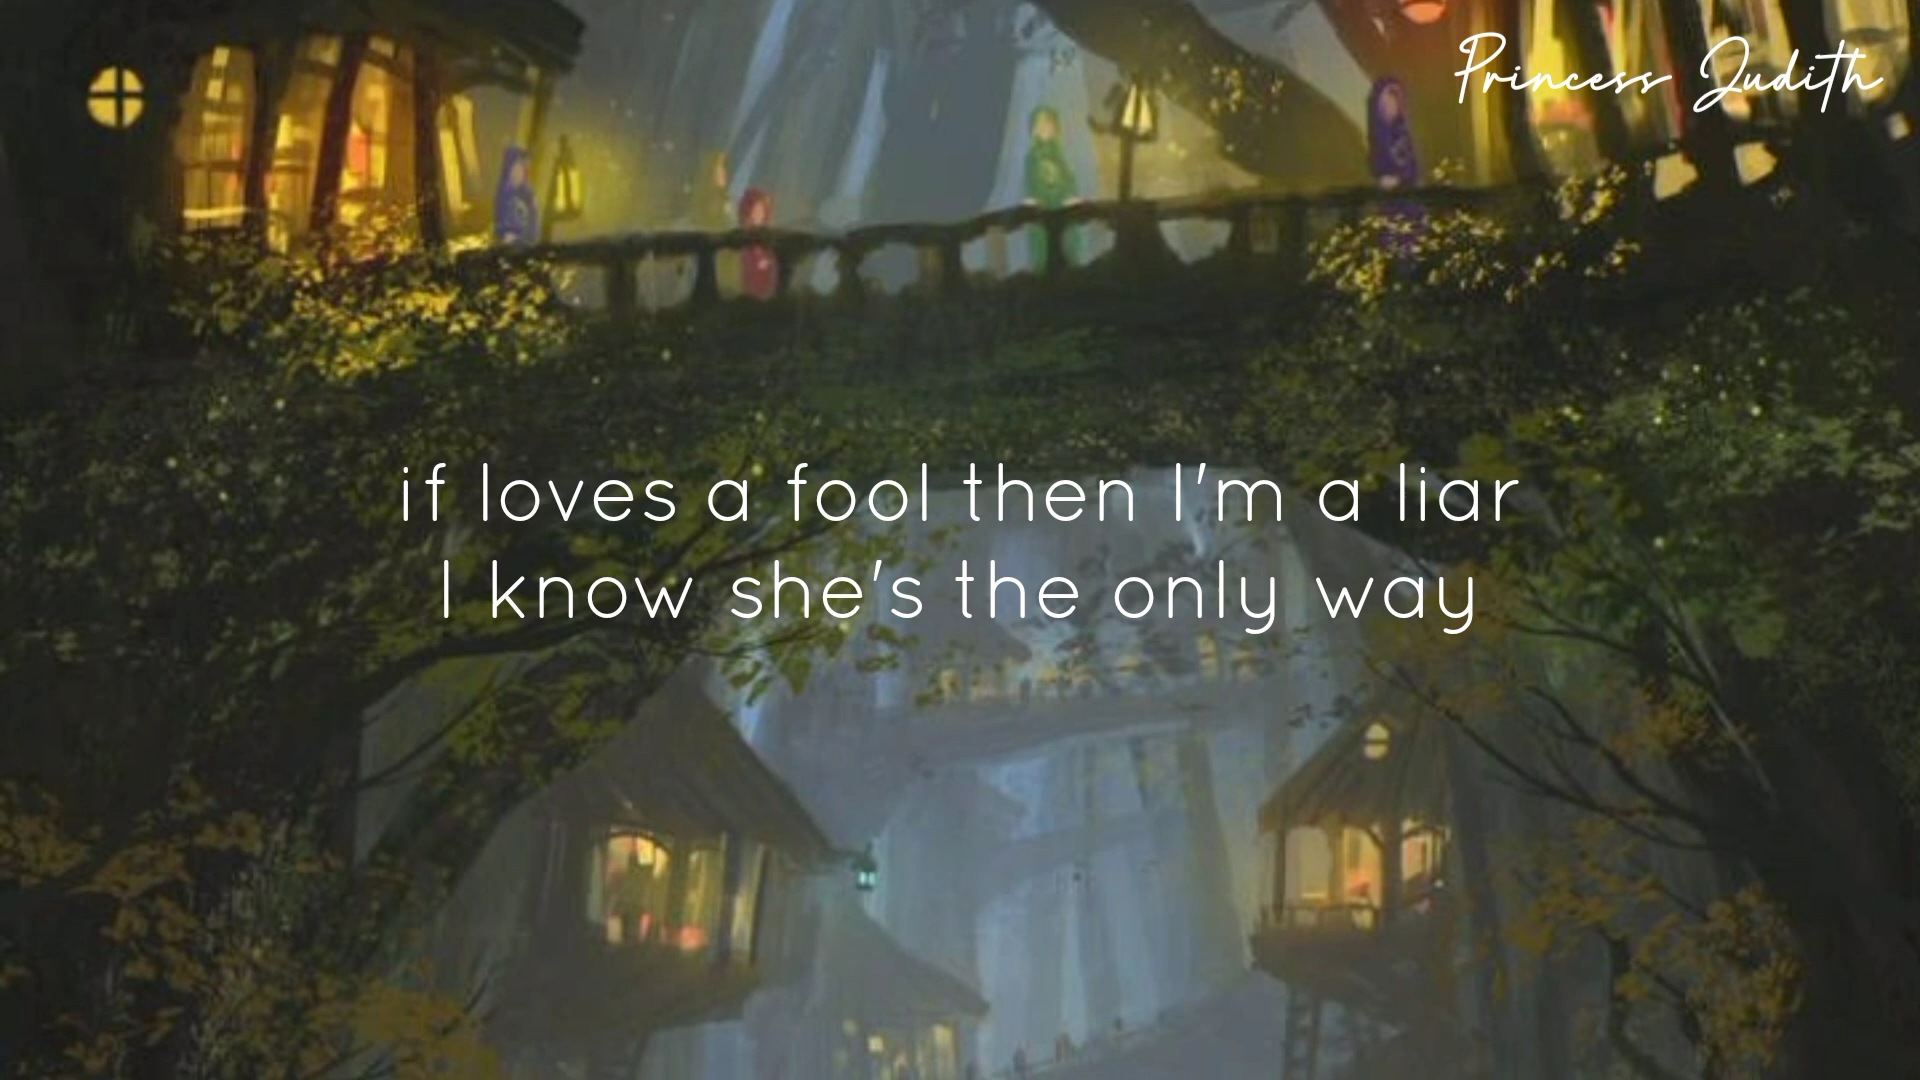 Princess Judith
if loves a fool then I'm a liar
I know she's the only way